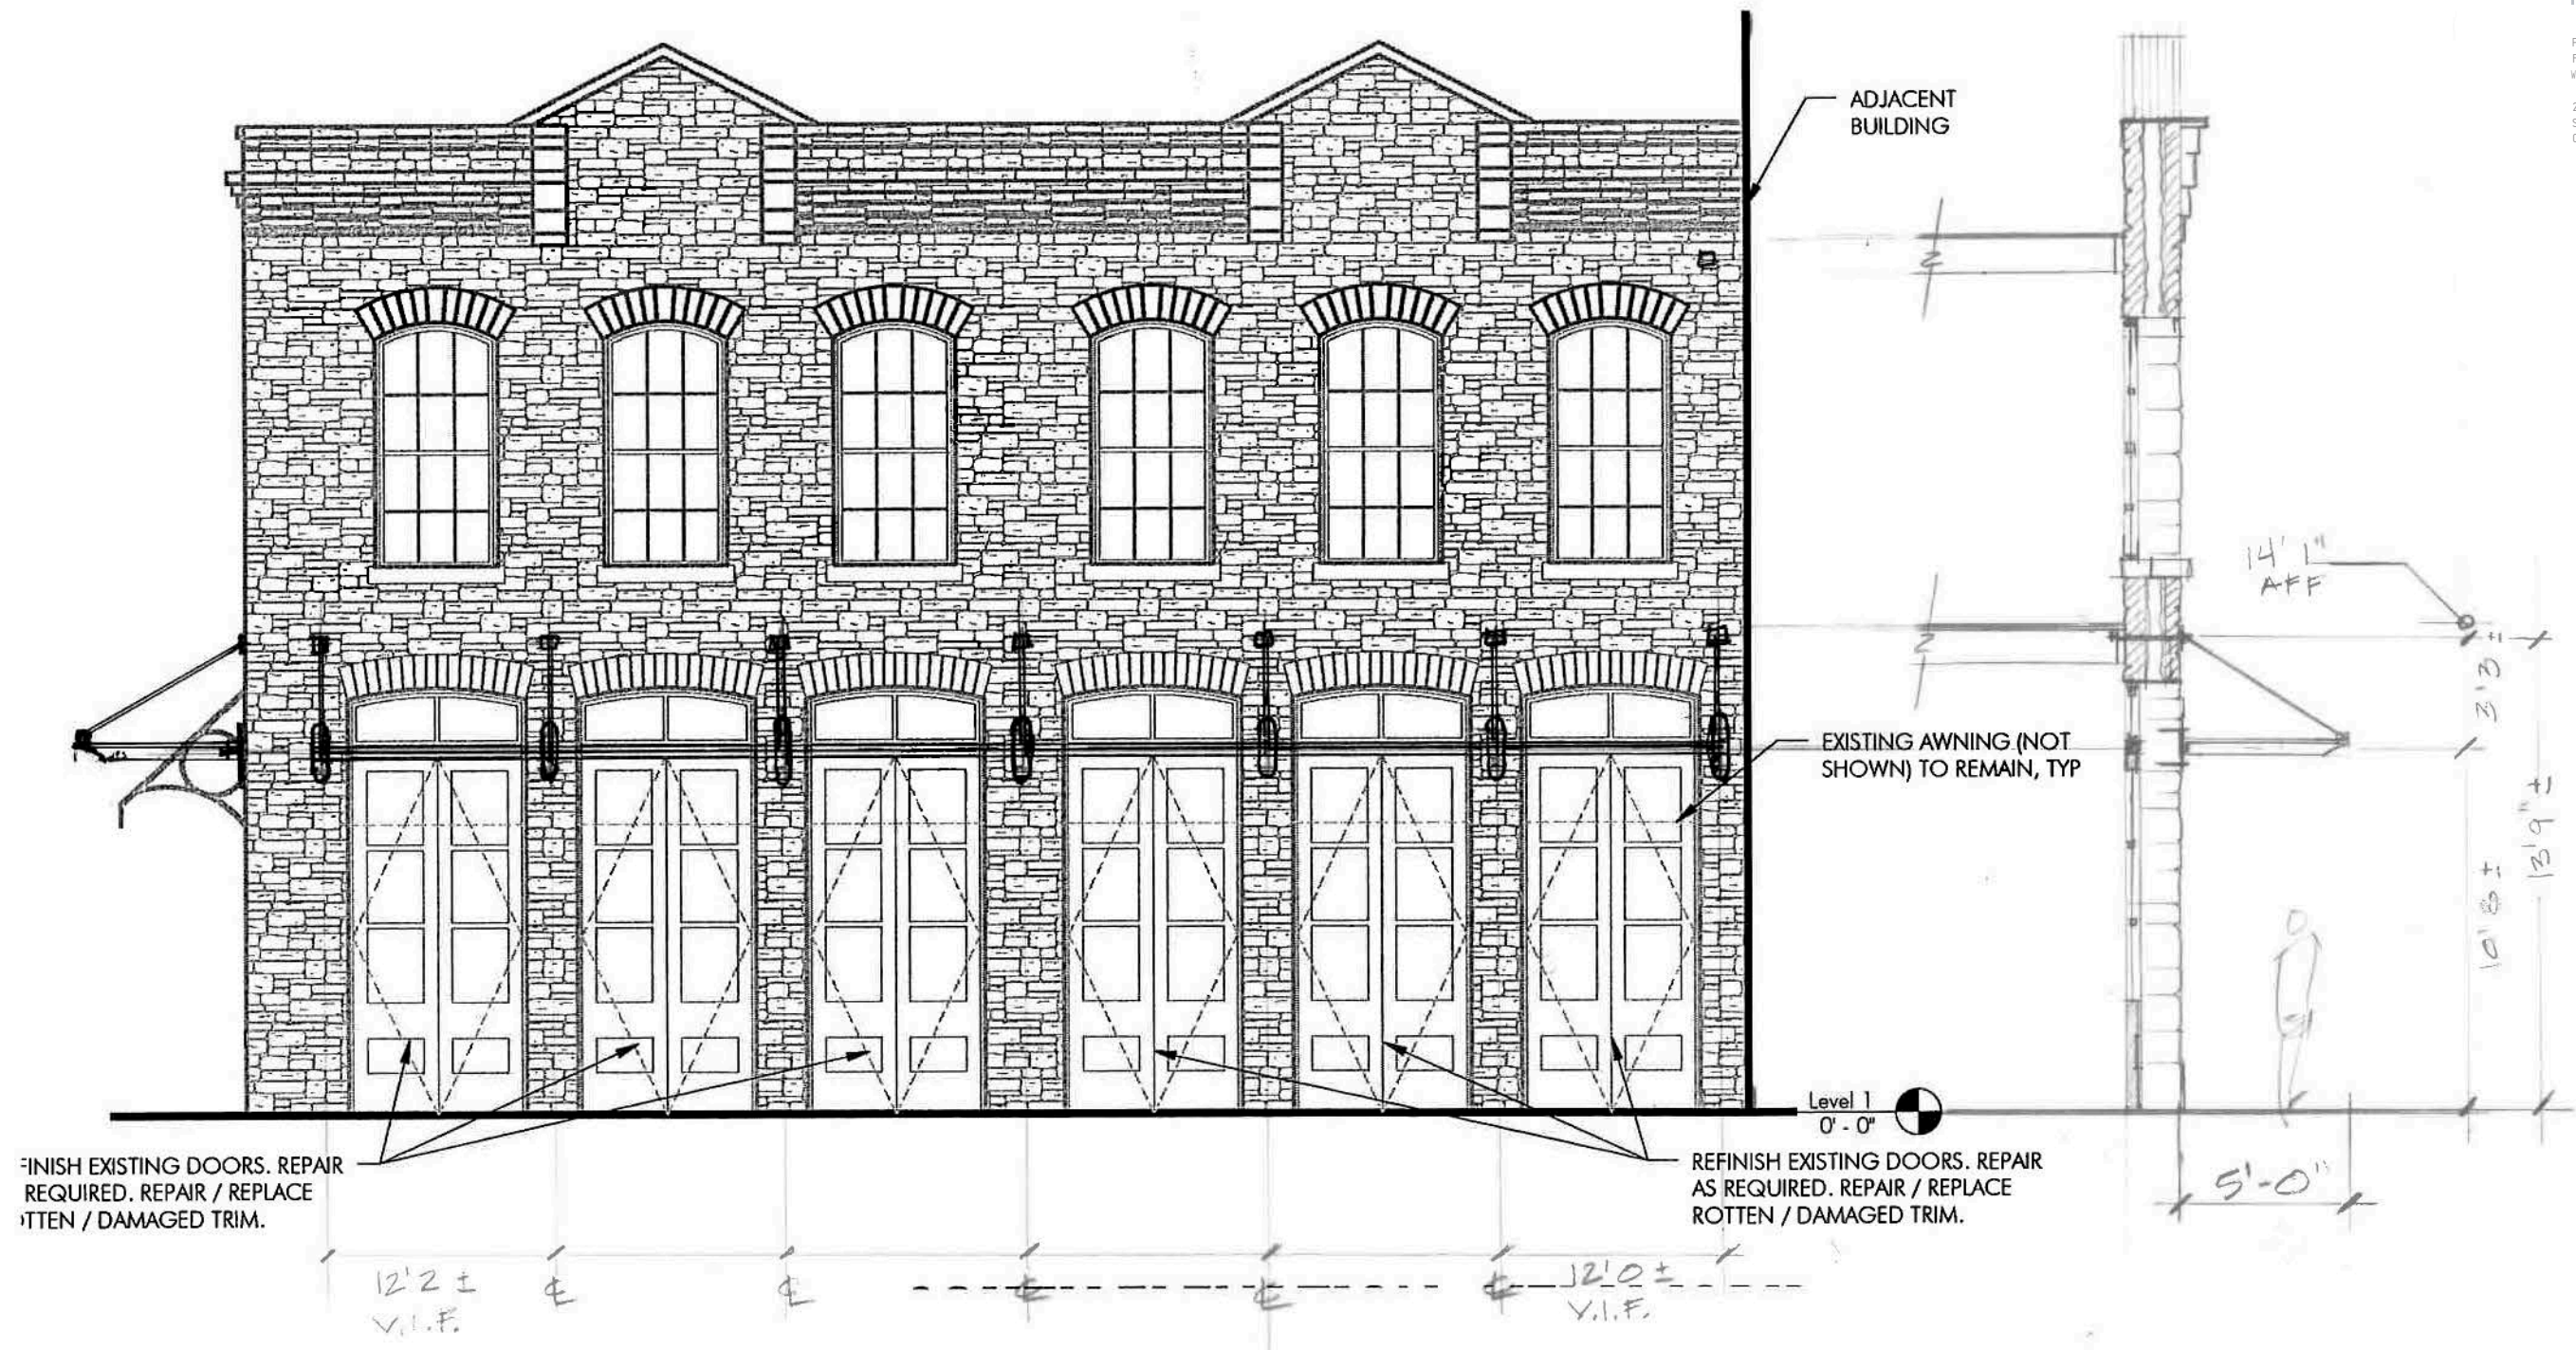 ADJACENT
BUILDING
14' 1"
AFF
3'3 ±
EXISTING AWNING (NOT
SHOWN) TO REMAIN, TYP
13'9" ±
10' 8 ±
Level 1
0' - 0"
FINISH EXISTING DOORS. REPAIR
REQUIRED. REPAIR / REPLACE
OTTEN / DAMAGED TRIM.
REFINISH EXISTING DOORS. REPAIR
AS REQUIRED. REPAIR / REPLACE
ROTTEN / DAMAGED TRIM.
5'-0"
12'2 ±
V.I.F.
℄ ℄ ℄ ℄ ℄
12'0 ±
V.I.F.